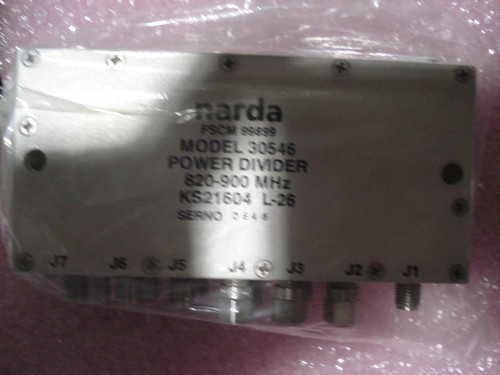 narda
FSCM 99899
MODEL 30546
POWER DIVIDER
820-900 MHz
KS21604 L-26
SERNO 0646
J7 J6 J5 J4 J3 J2 J1